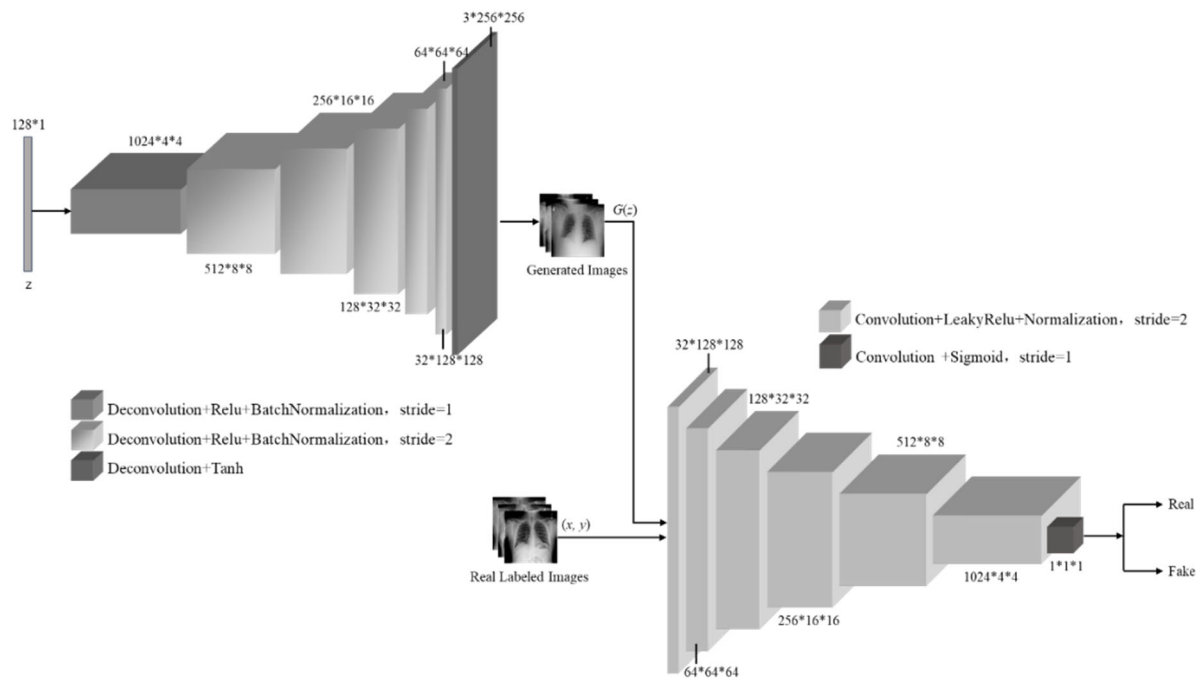 3*256*256
64*64*64
256*16*16
128*1
1024*4*4
512*8*8
128*32*32
32*128*128
z
G(z)
Generated Images
Deconvolution+Relu+BatchNormalization, stride=1
Deconvolution+Relu+BatchNormalization, stride=2
Deconvolution+Tanh
Convolution+LeakyRelu+Normalization, stride=2
Convolution +Sigmoid, stride=1
32*128*128
128*32*32
512*8*8
(x, y)
Real Labeled Images
Real
Fake
1*1*1
1024*4*4
256*16*16
64*64*64